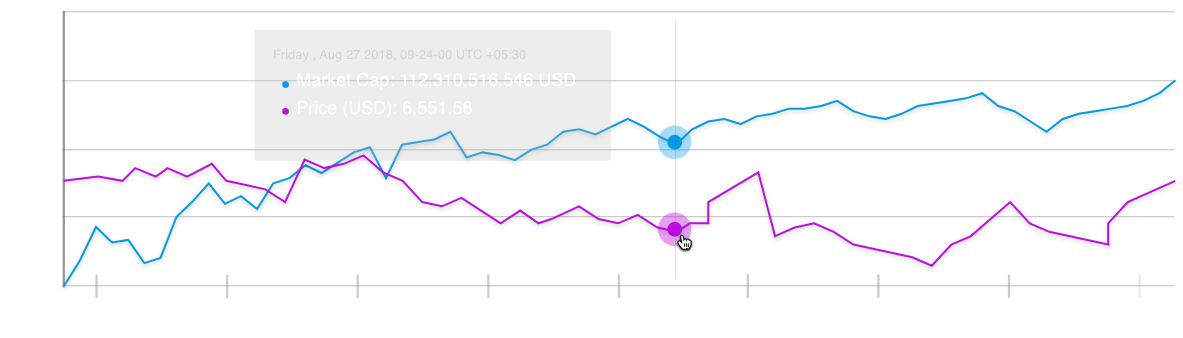 Friday , Aug 27 2018, 09-24-00 UTC +05:30
Market Cap: 112,310,516,546 USD
Price (USD): 6,551.58